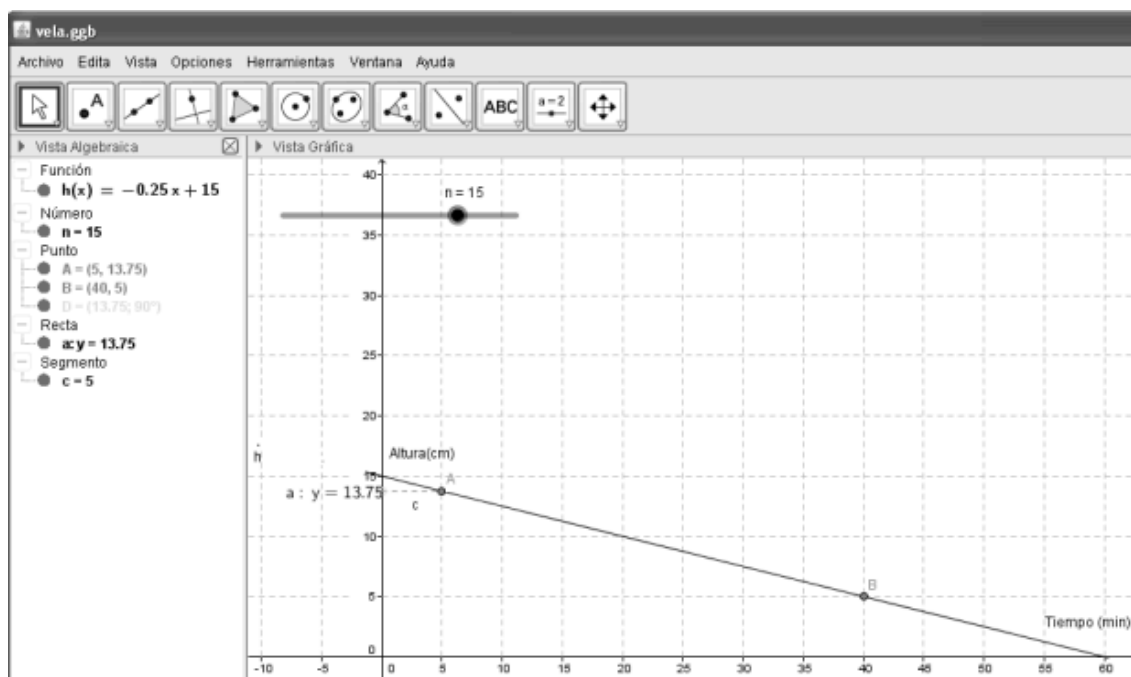 vela.ggb
Archivo Edita Vista Opciones Herramientas Ventana Ayuda
A
α
ABC
a=2
Vista Algebraica
Vista Gráfica
Función
h(x) = −0.25 x + 15
Número
n = 15
Punto
A = (5, 13.75)
B = (40, 5)
D = (13.75; 90°)
Recta
a: y = 13.75
Segmento
c = 5
40
n = 15
35
30
25
20
h
Altura(cm)
15
A
a : y = 13.75
c
10
B
5
Tiempo (min)
0
-10 -5 0 5 10 15 20 25 30 35 40 45 50 55 60